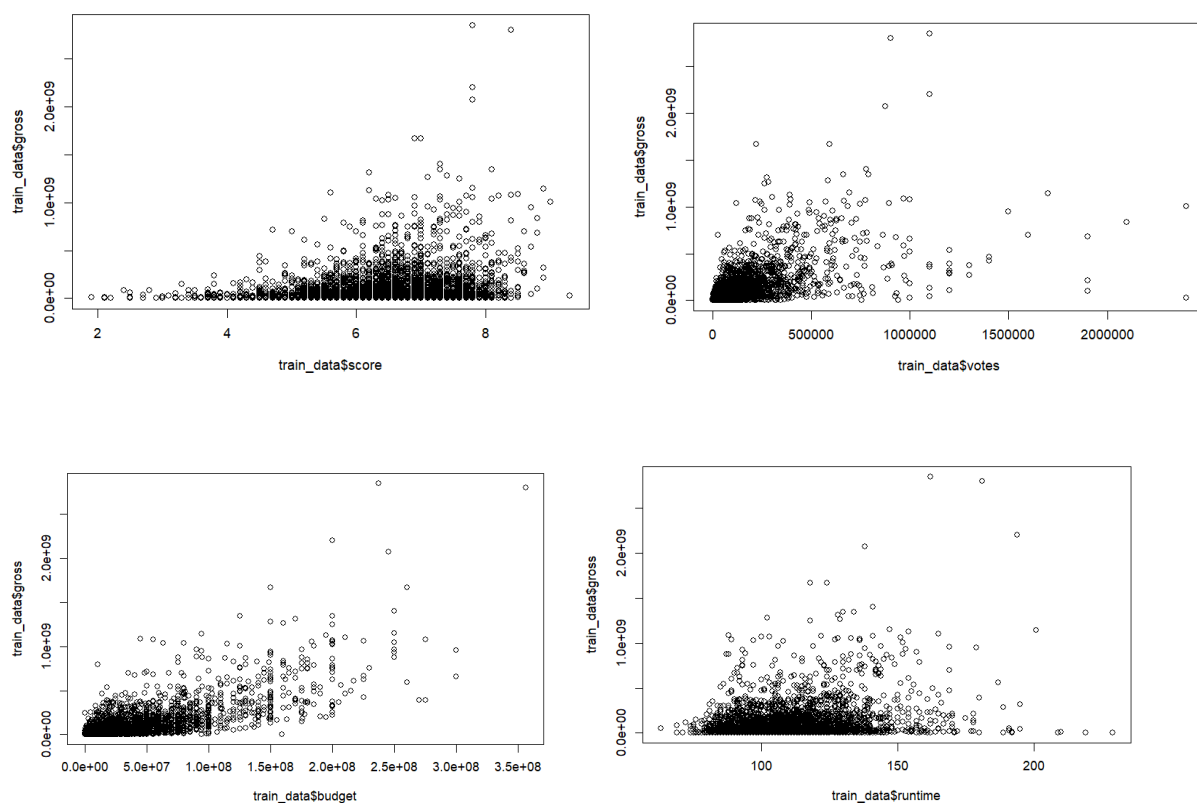 train_data$gross
0.0e+00 1.0e+09 2.0e+09
2 4 6 8
train_data$score
train_data$gross
0.0e+00 1.0e+09 2.0e+09
0 500000 1000000 1500000 2000000
train_data$votes
train_data$gross
0.0e+00 1.0e+09 2.0e+09
0.0e+00 5.0e+07 1.0e+08 1.5e+08 2.0e+08 2.5e+08 3.0e+08 3.5e+08
train_data$budget
train_data$gross
0.0e+00 1.0e+09 2.0e+09
100 150 200
train_data$runtime